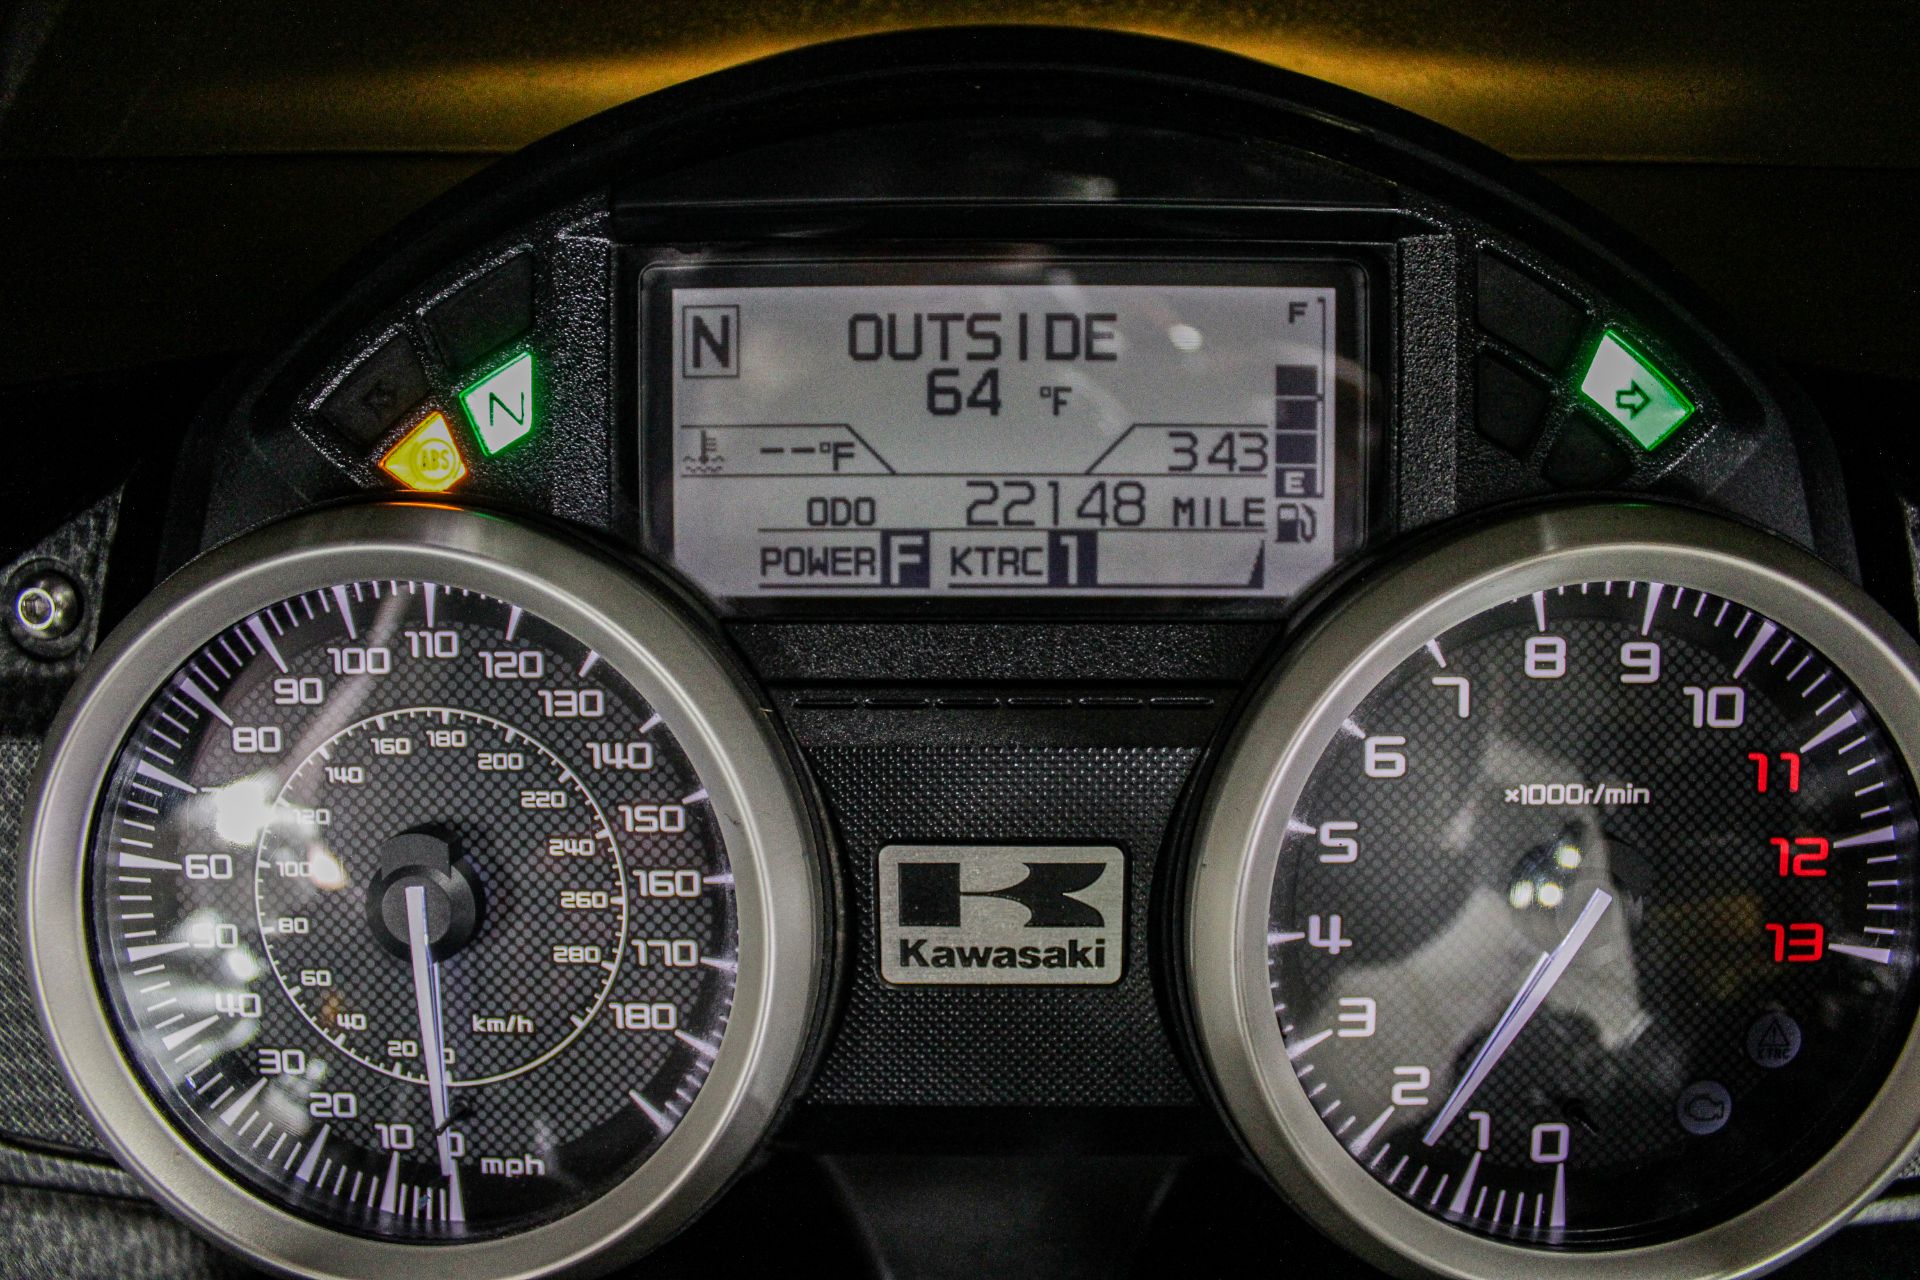 N OUTSIDE F
64 °F
--°F 343
E
ODO 22148 MILE
POWER F KTRC 1
N
ABS
0 10 20 30 40 50 60 80 90 100 110 120 130 140 150 160 170 180
mph
0 20 40 60 80 100 120 140 160 180 200 220 240 260 280
km/h
K
Kawasaki
0 1 2 3 4 5 6 7 8 9 10 11 12 13
×1000r/min
KTRC